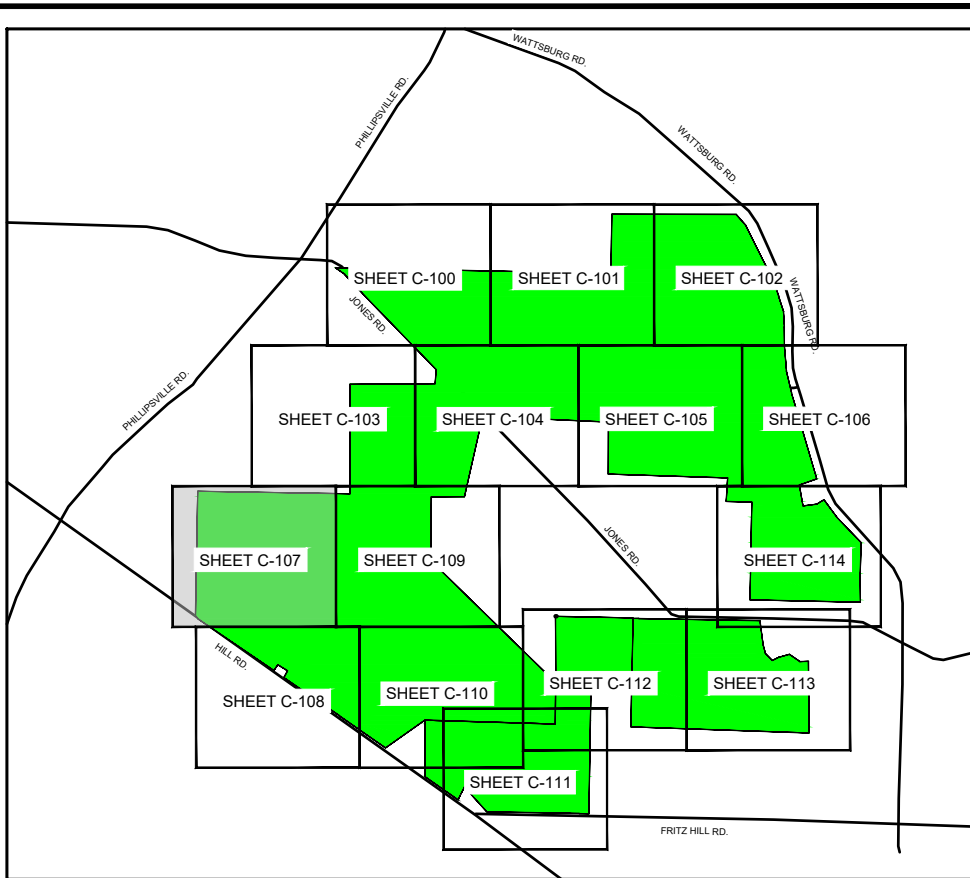 WATTSBURG RD.
PHILLIPSVILLE RD.
WATTSBURG RD.
SHEET C-100
SHEET C-101
SHEET C-102
WATTSBURG RD.
JONES RD.
PHILLIPSVILLE RD.
SHEET C-103
SHEET C-104
SHEET C-105
SHEET C-106
JONES RD.
SHEET C-107
SHEET C-109
SHEET C-114
HILL RD.
SHEET C-108
SHEET C-110
SHEET C-112
SHEET C-113
SHEET C-111
FRITZ HILL RD.